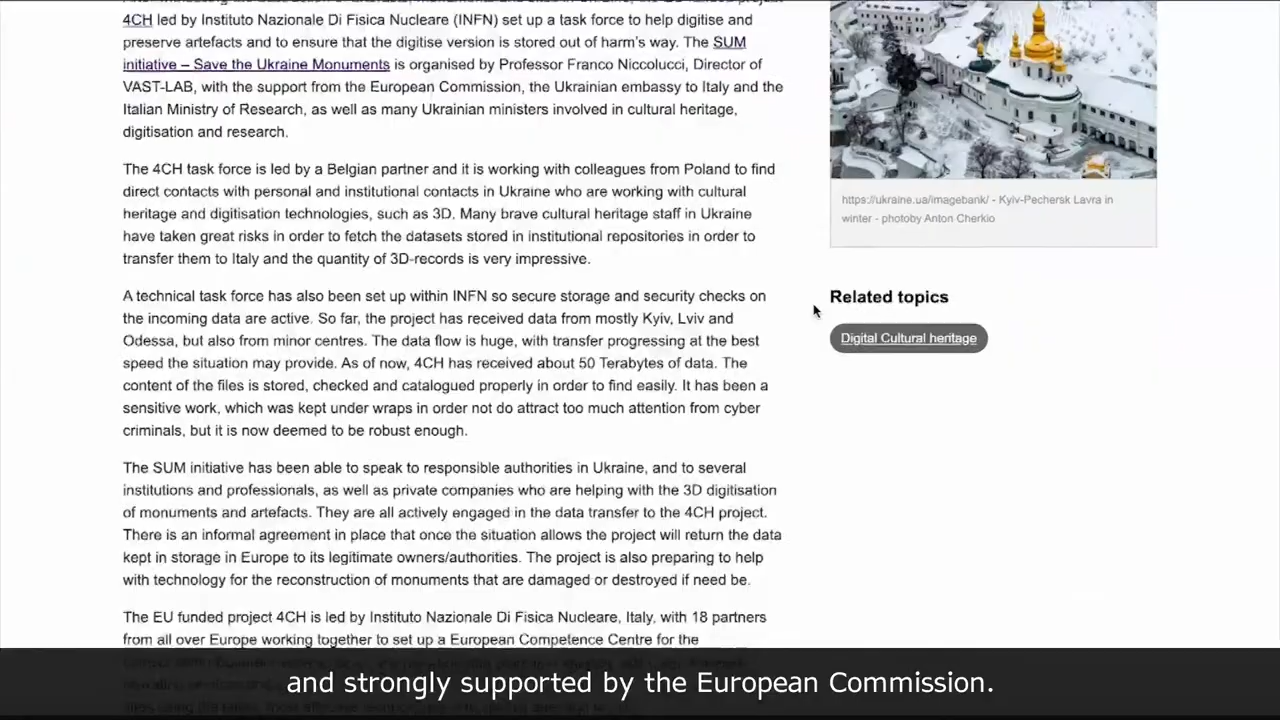 4CH led by Instituto Nazionale Di Fisica Nucleare (INFN) set up a task force to help digitise and
preserve artefacts and to ensure that the digitise version is stored out of harm's way. The SUM
initiative – Save the Ukraine Monuments is organised by Professor Franco Niccolucci, Director of
VAST-LAB, with the support from the European Commission, the Ukrainian embassy to Italy and the
Italian Ministry of Research, as well as many Ukrainian ministers involved in cultural heritage,
digitisation and research.
The 4CH task force is led by a Belgian partner and it is working with colleagues from Poland to find
direct contacts with personal and institutional contacts in Ukraine who are working with cultural
heritage and digitisation technologies, such as 3D. Many brave cultural heritage staff in Ukraine
have taken great risks in order to fetch the datasets stored in institutional repositories in order to
transfer them to Italy and the quantity of 3D-records is very impressive.
A technical task force has also been set up within INFN so secure storage and security checks on
the incoming data are active. So far, the project has received data from mostly Kyiv, Lviv and
Odessa, but also from minor centres. The data flow is huge, with transfer progressing at the best
speed the situation may provide. As of now, 4CH has received about 50 Terabytes of data. The
content of the files is stored, checked and catalogued properly in order to find easily. It has been a
sensitive work, which was kept under wraps in order not do attract too much attention from cyber
criminals, but it is now deemed to be robust enough.
The SUM initiative has been able to speak to responsible authorities in Ukraine, and to several
institutions and professionals, as well as private companies who are helping with the 3D digitisation
of monuments and artefacts. They are all actively engaged in the data transfer to the 4CH project.
There is an informal agreement in place that once the situation allows the project will return the data
kept in storage in Europe to its legitimate owners/authorities. The project is also preparing to help
with technology for the reconstruction of monuments that are damaged or destroyed if need be.
The EU funded project 4CH is led by Instituto Nazionale Di Fisica Nucleare, Italy, with 18 partners
from all over Europe working together to set up a European Competence Centre for the
https://ukraine.ua/imagebank/ - Kyiv-Pechersk Lavra in
winter - photoby Anton Cherkio
Related topics
Digital Cultural heritage
and strongly supported by the European Commission.